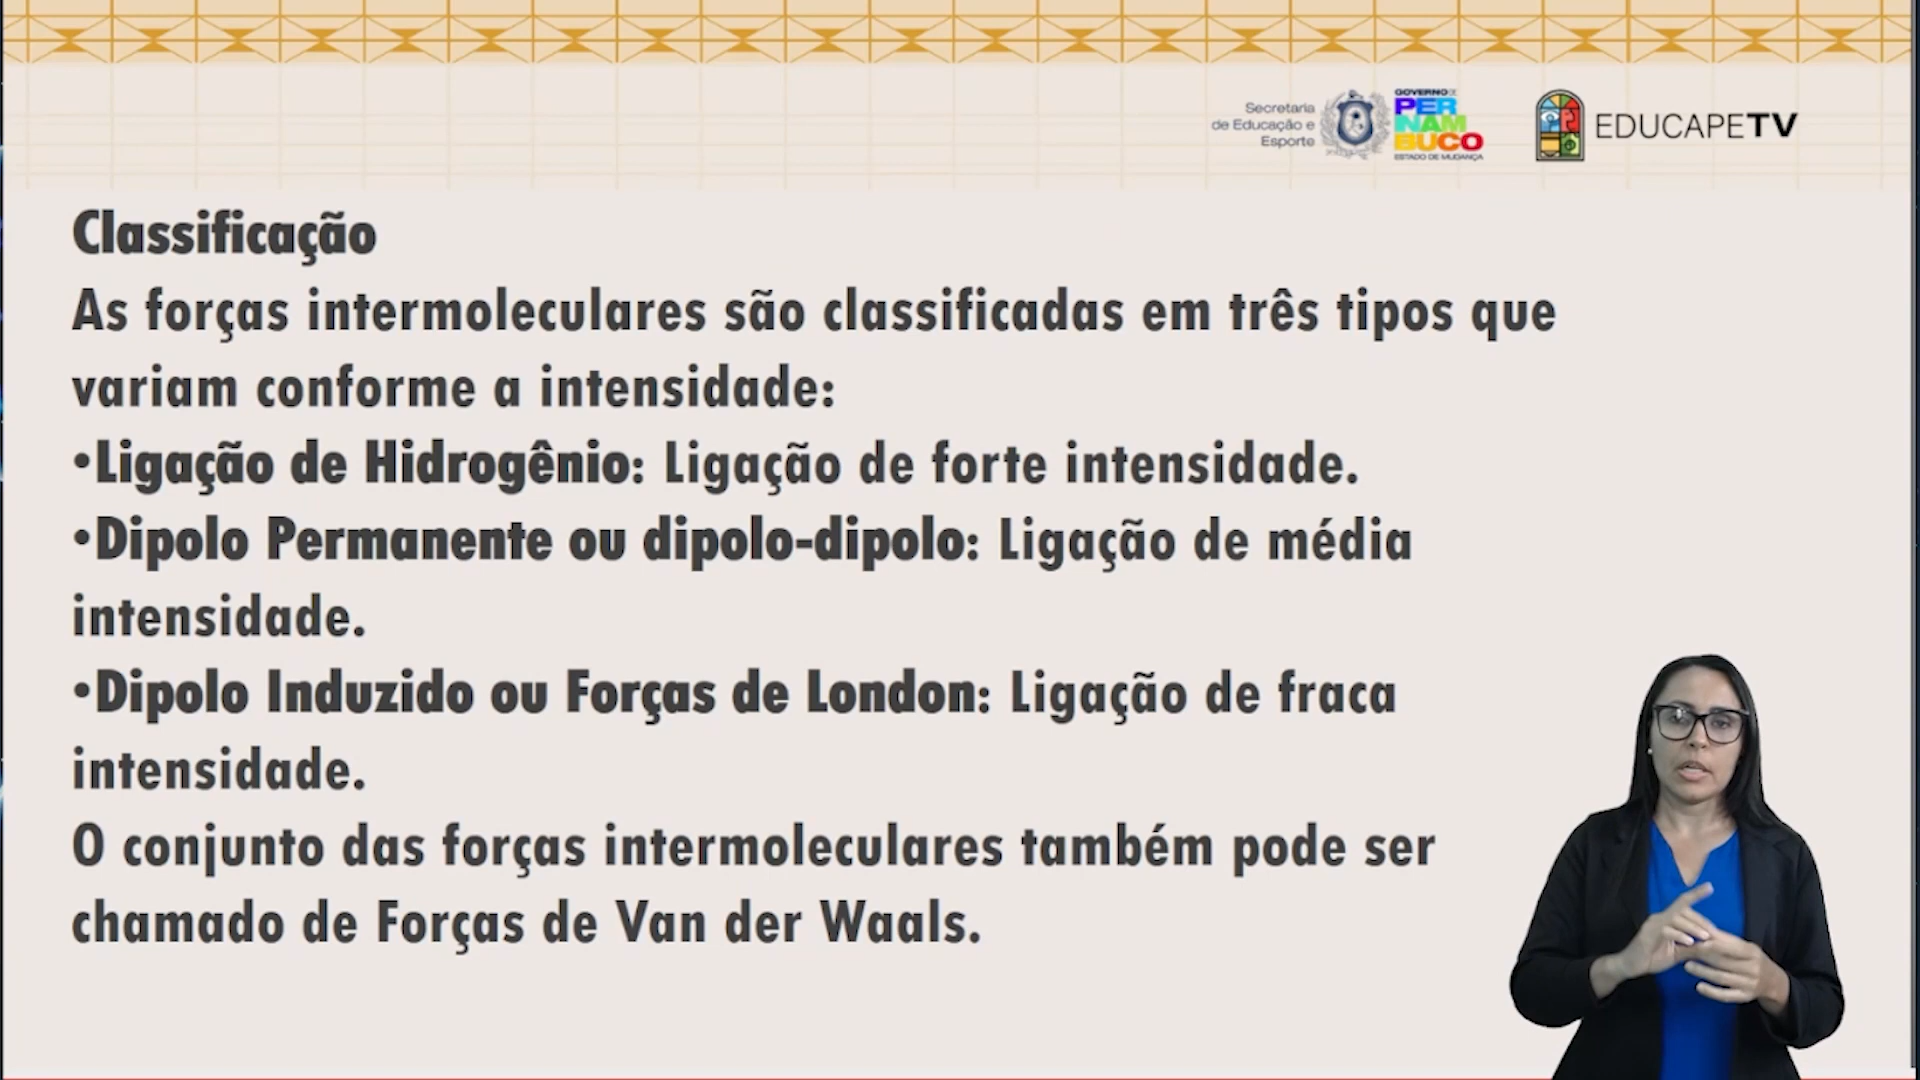 Secretaria
de Educação e
Esporte
GOVERNO DE
PER
NAM
BUCO
ESTADO DE MUDANÇA
EDUCAPETV
Classificação
As forças intermoleculares são classificadas em três tipos que
variam conforme a intensidade:
•Ligação de Hidrogênio: Ligação de forte intensidade.
•Dipolo Permanente ou dipolo-dipolo: Ligação de média
intensidade.
•Dipolo Induzido ou Forças de London: Ligação de fraca
intensidade.
O conjunto das forças intermoleculares também pode ser
chamado de Forças de Van der Waals.